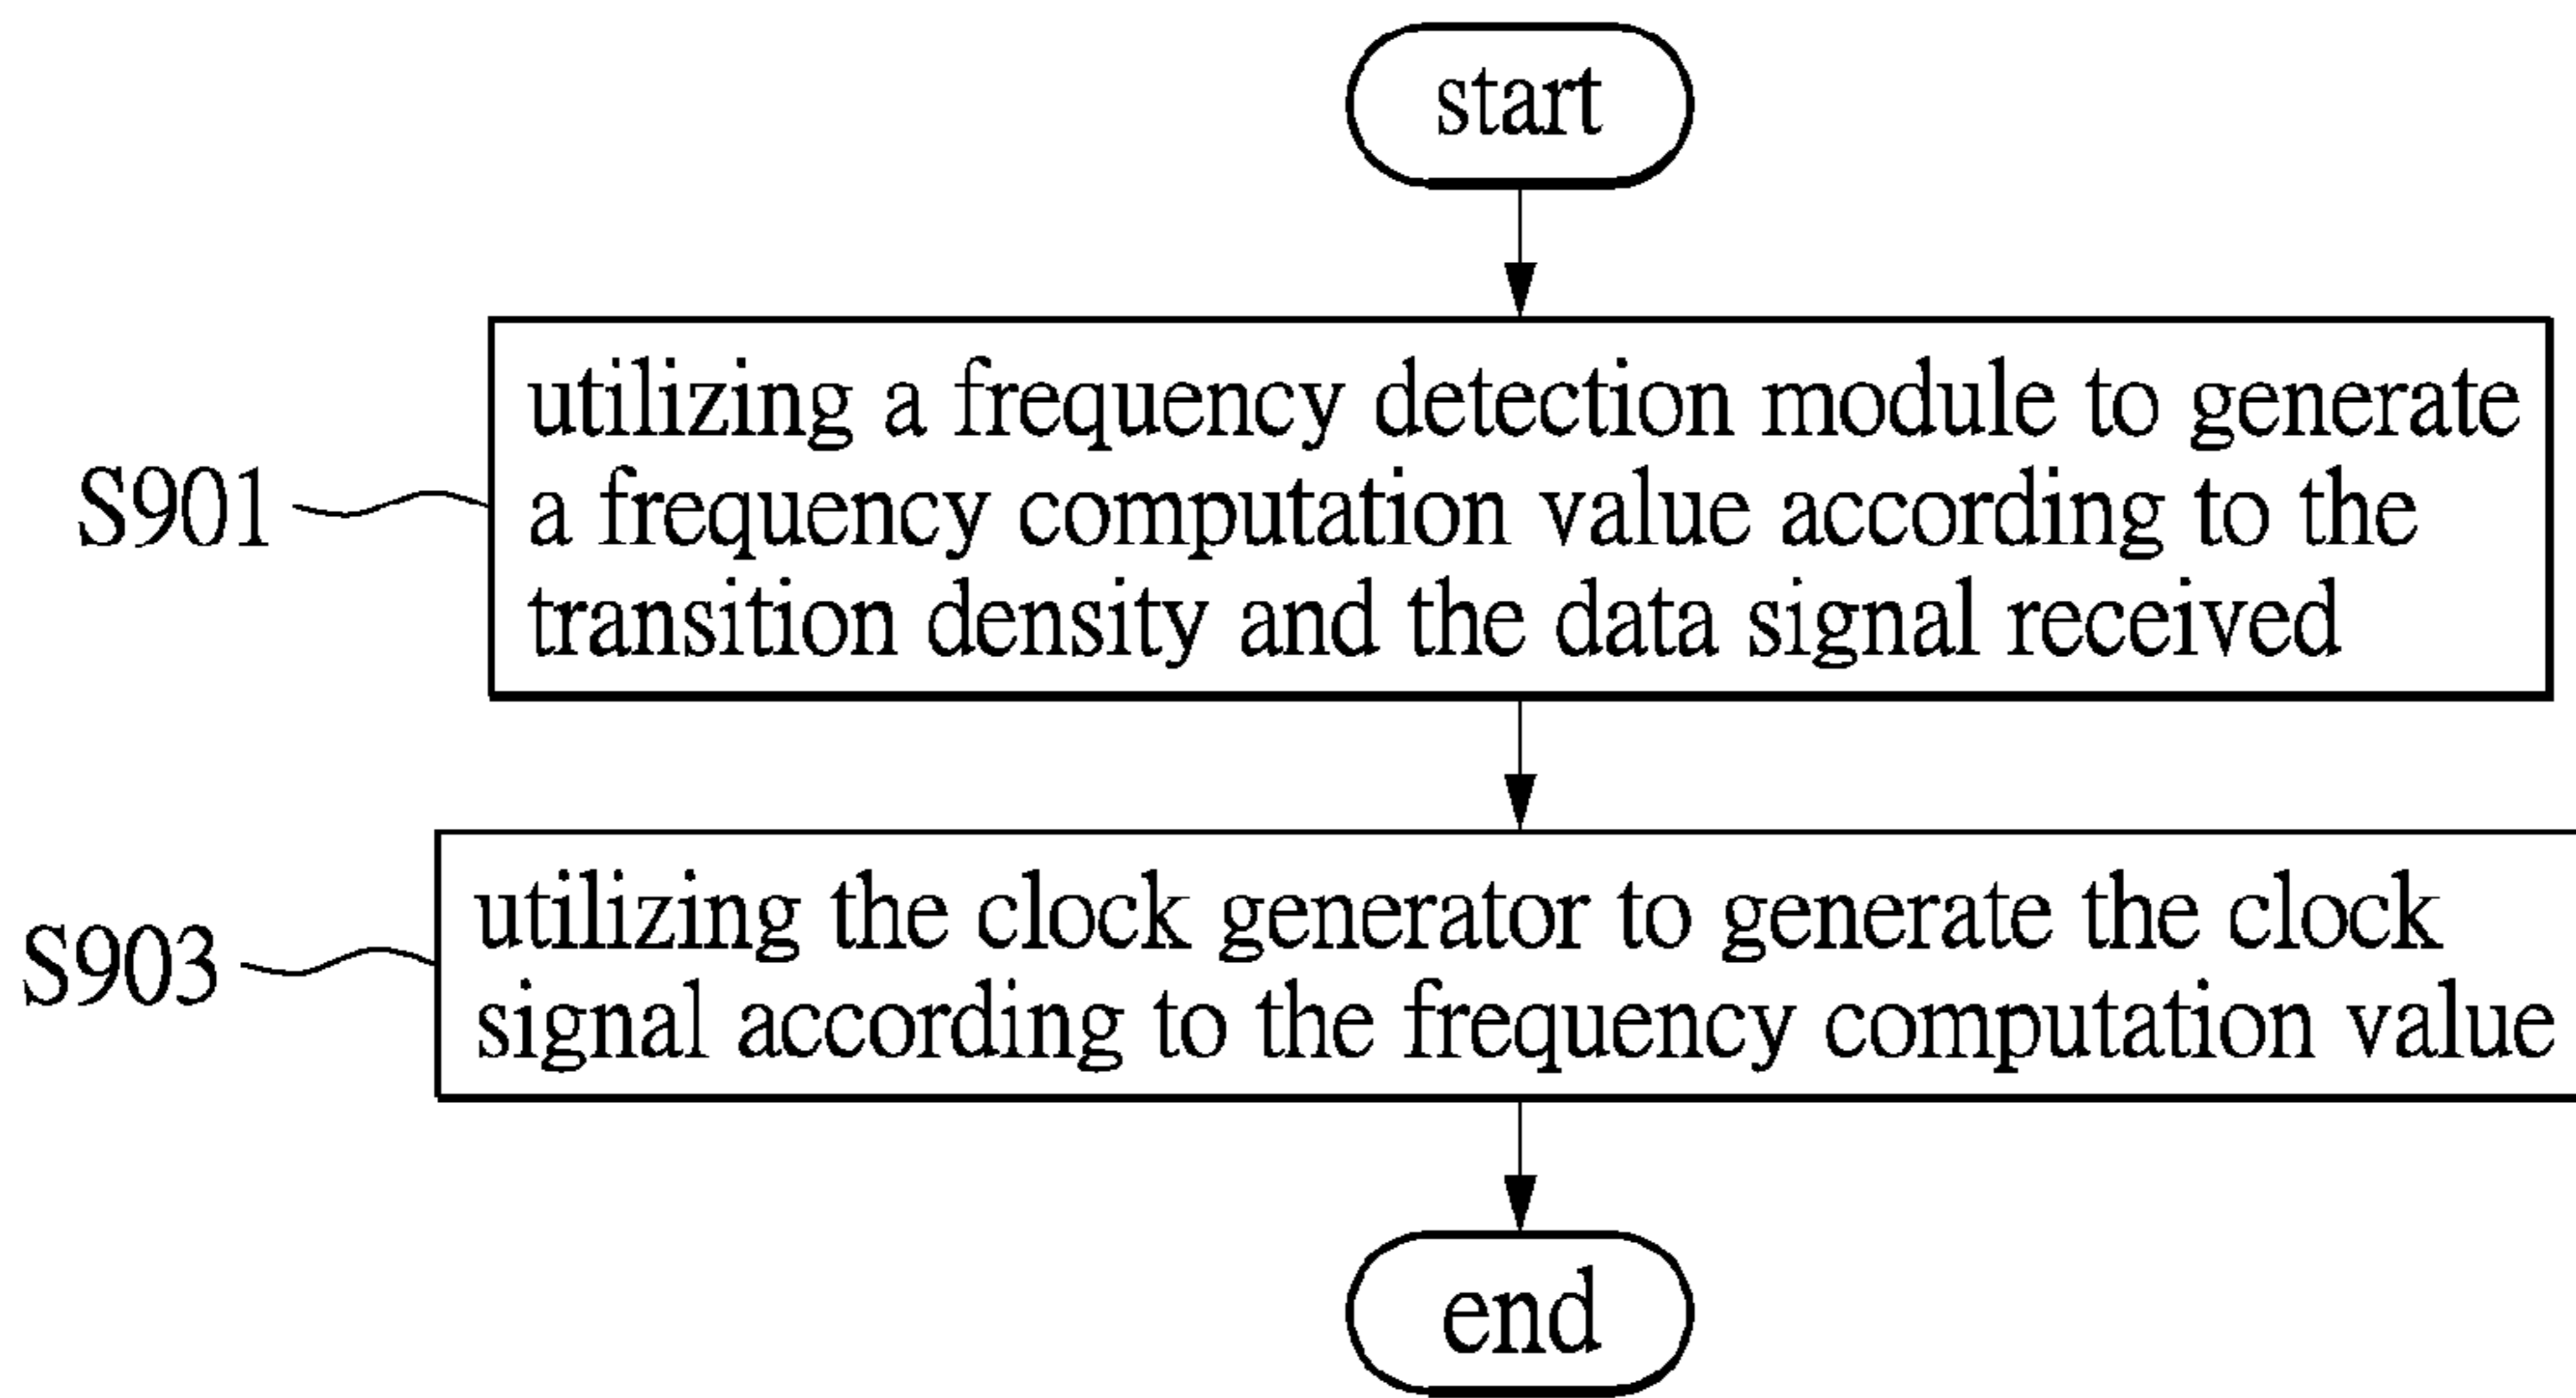 start
utilizing a frequency detection module to generate
S901
a frequency computation value according to the
transition density and the data signal received
utilizing the clock generator to generate the clock
S903
signal according to the frequency computation value
end